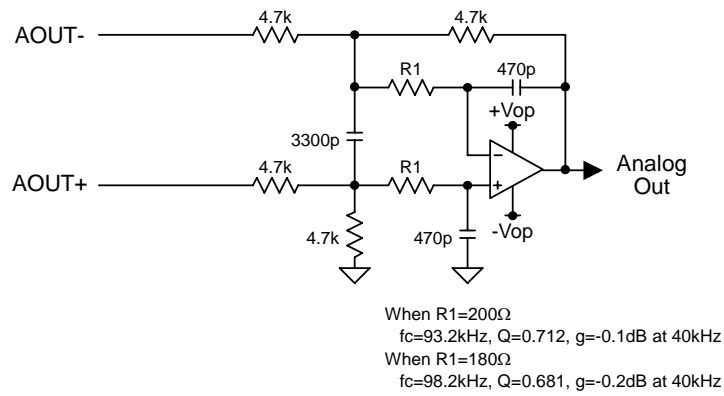 4.7k
4.7k
AOUT-
R1
470p
+Vop
3300p
4.7k
R1
Analog
Out
AOUT+
4.7k
470p
-Vop
When R1=200Ω
fc=93.2kHz, Q=0.712, g=-0.1dB at 40kHz
When R1=180Ω
fc=98.2kHz, Q=0.681, g=-0.2dB at 40kHz